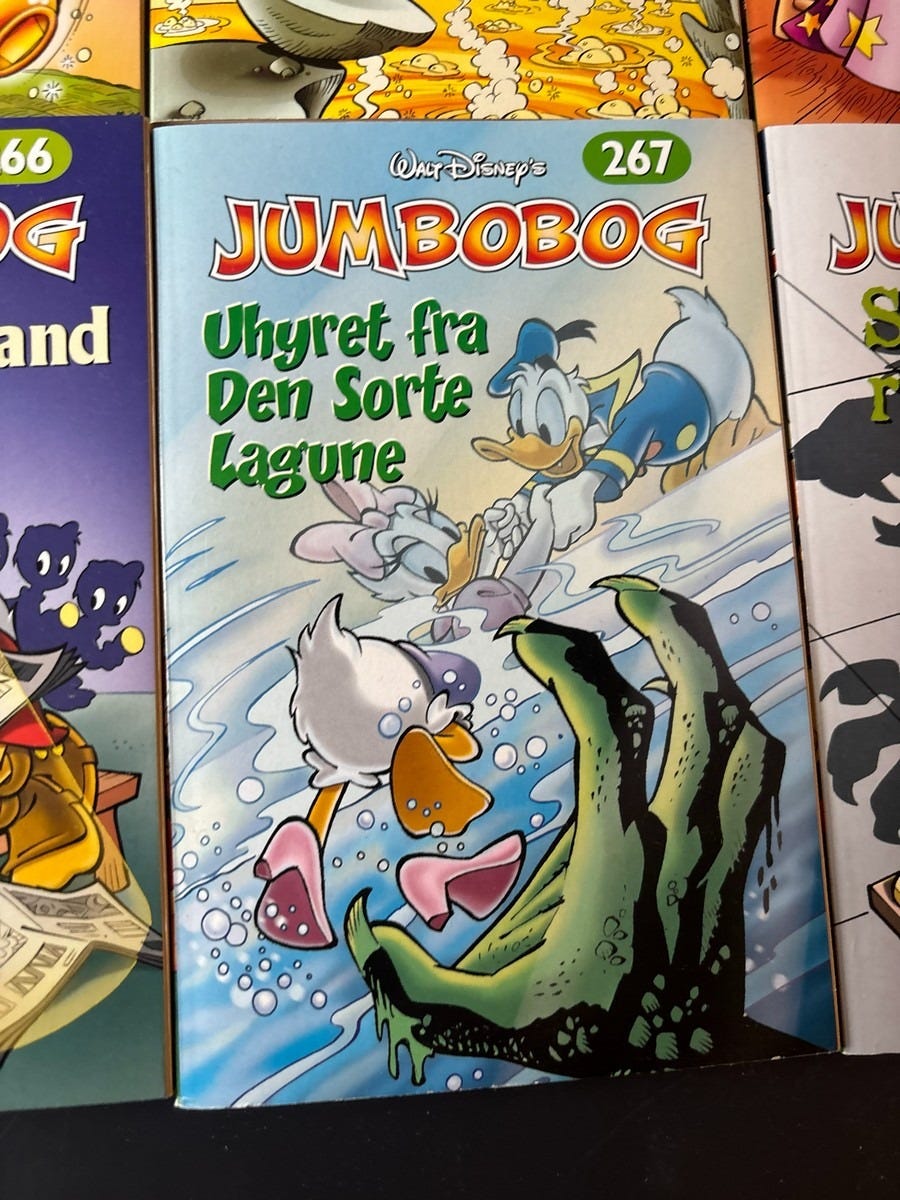 66
OG
and
WALT DISNEY'S
267
JUMBOBOG
Uhyret fra
Den Sorte
Lagune
JU
S
r